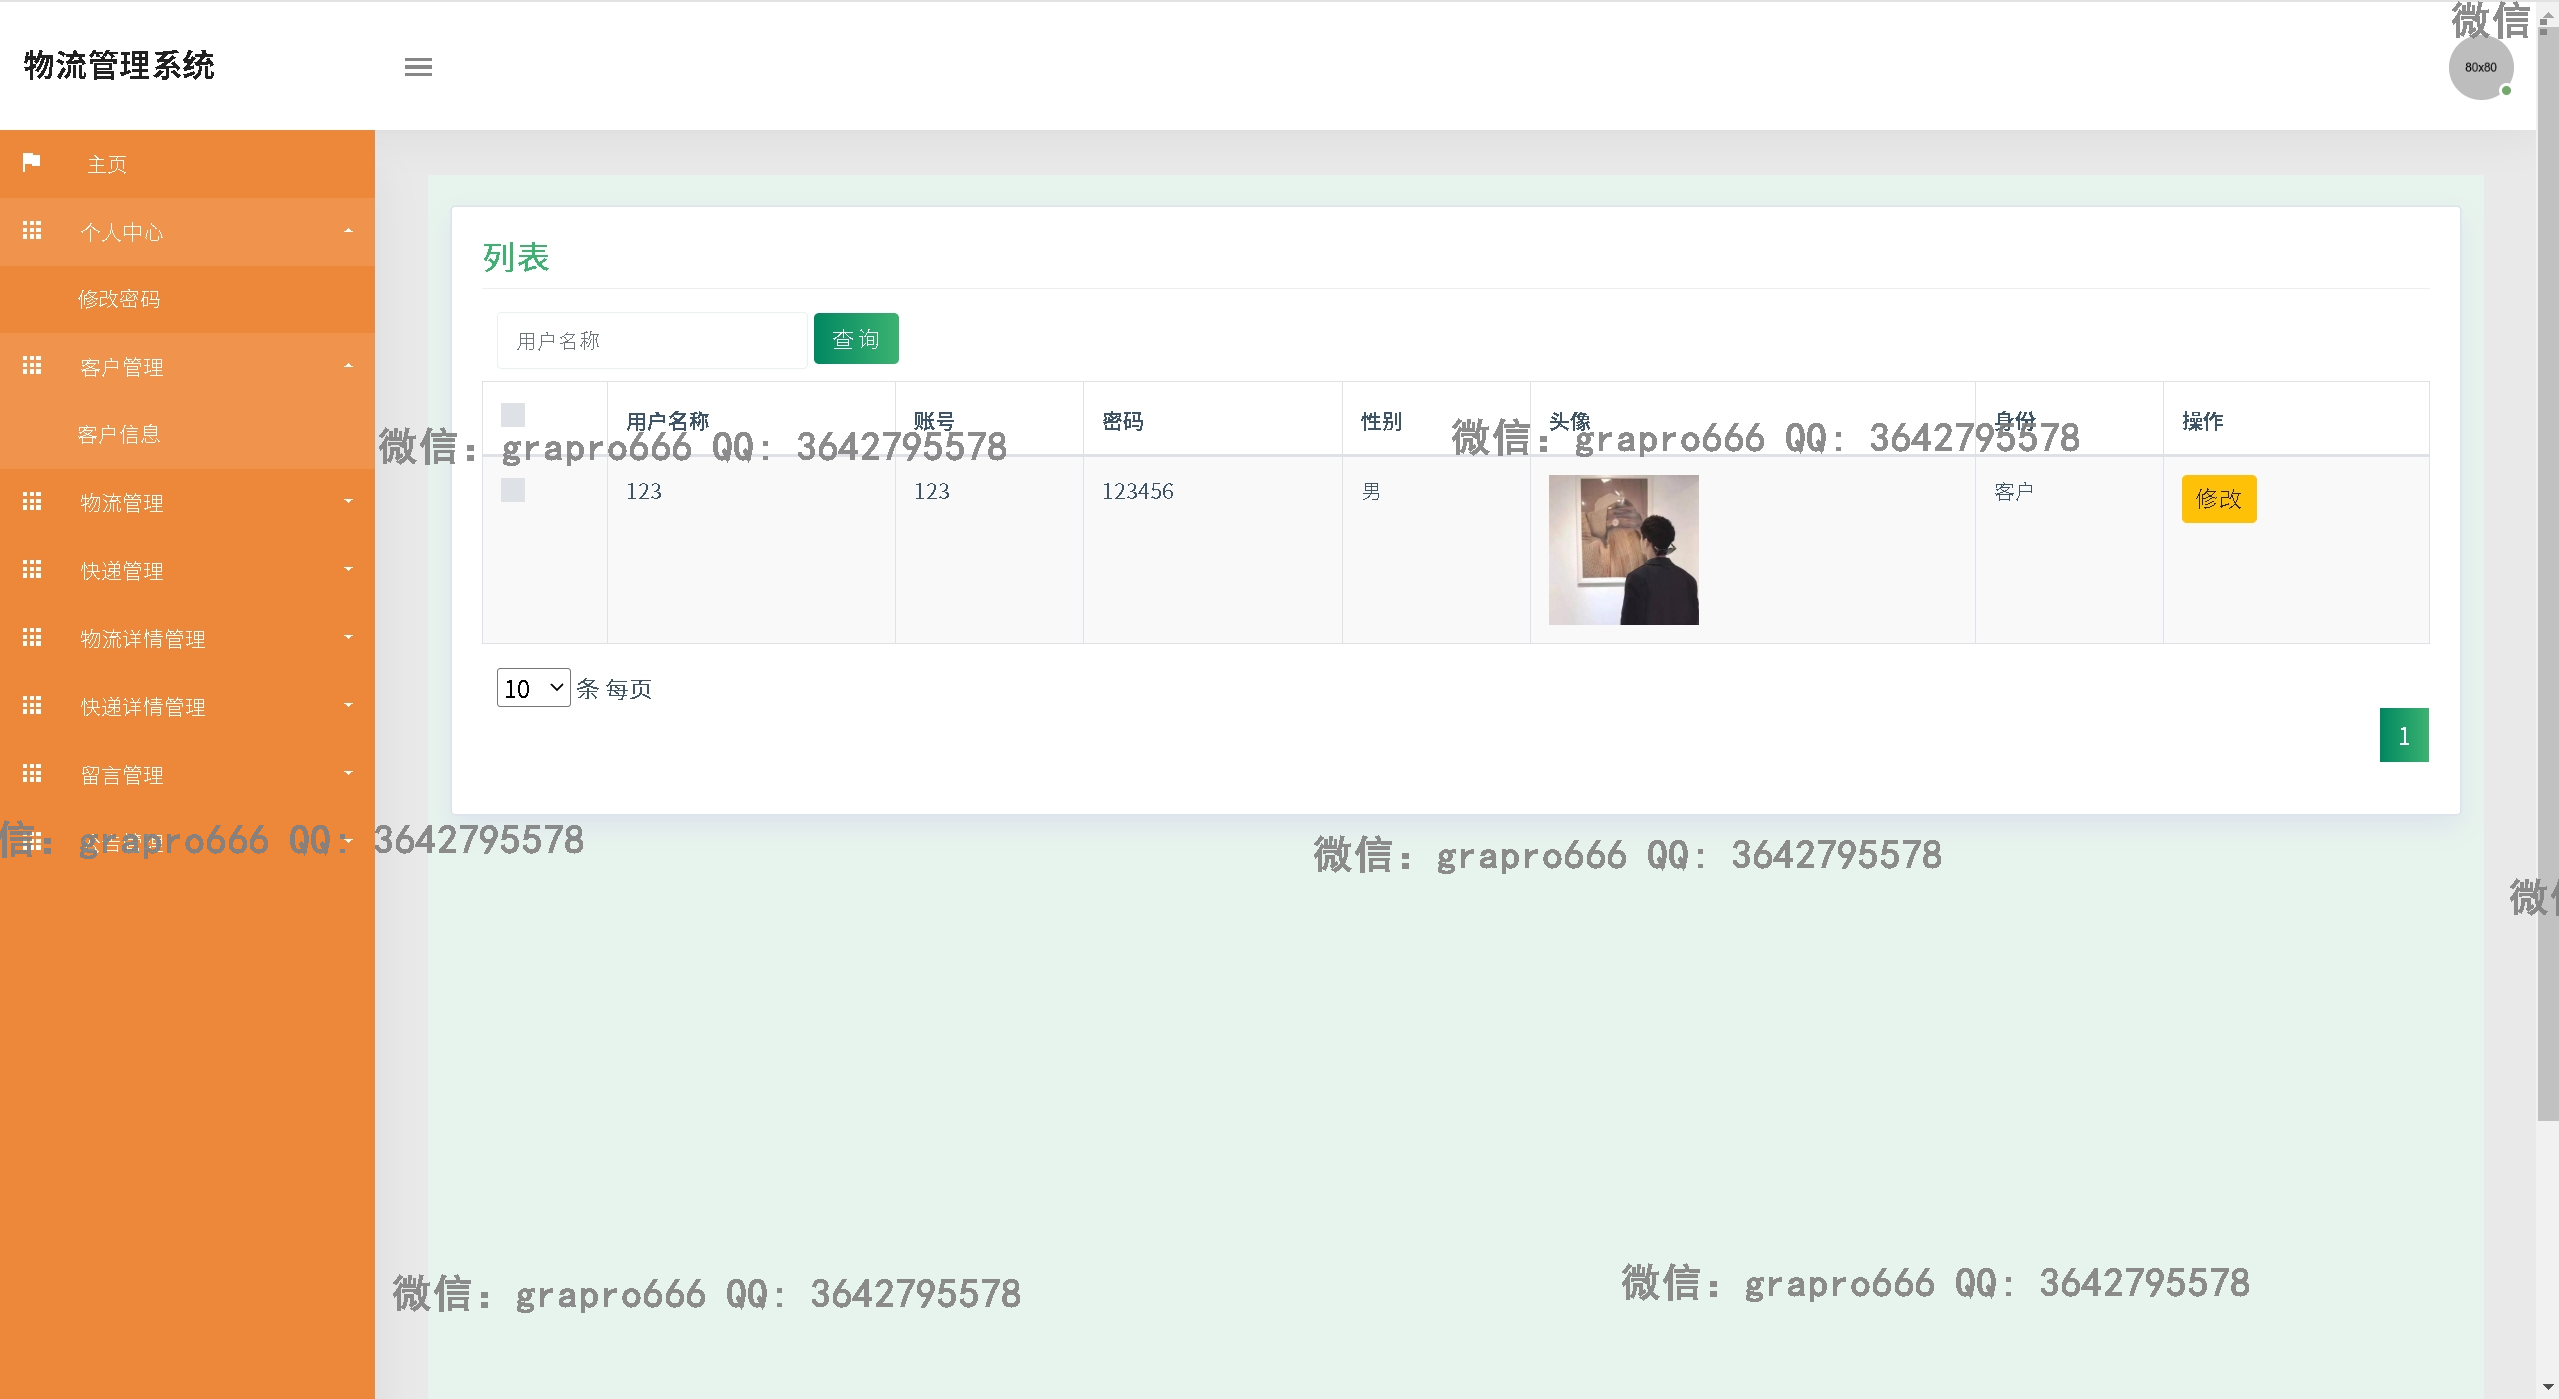 微信:
物流管理系统
80x80
主页
个人中心
修改密码
客户管理
客户信息
物流管理
快递管理
物流详情管理
快递详情管理
留言管理
公告管理
列表
用户名称 查询
用户名称 账号 密码 性别 头像 身份 操作
微信: grapro666 QQ: 3642795578
微信: grapro666 QQ: 3642795578
123 123 123456 男 客户 修改
10 条 每页
1
信: grapro666 QQ: 3642795578
微信: grapro666 QQ: 3642795578
微信
微信: grapro666 QQ: 3642795578
微信: grapro666 QQ: 3642795578